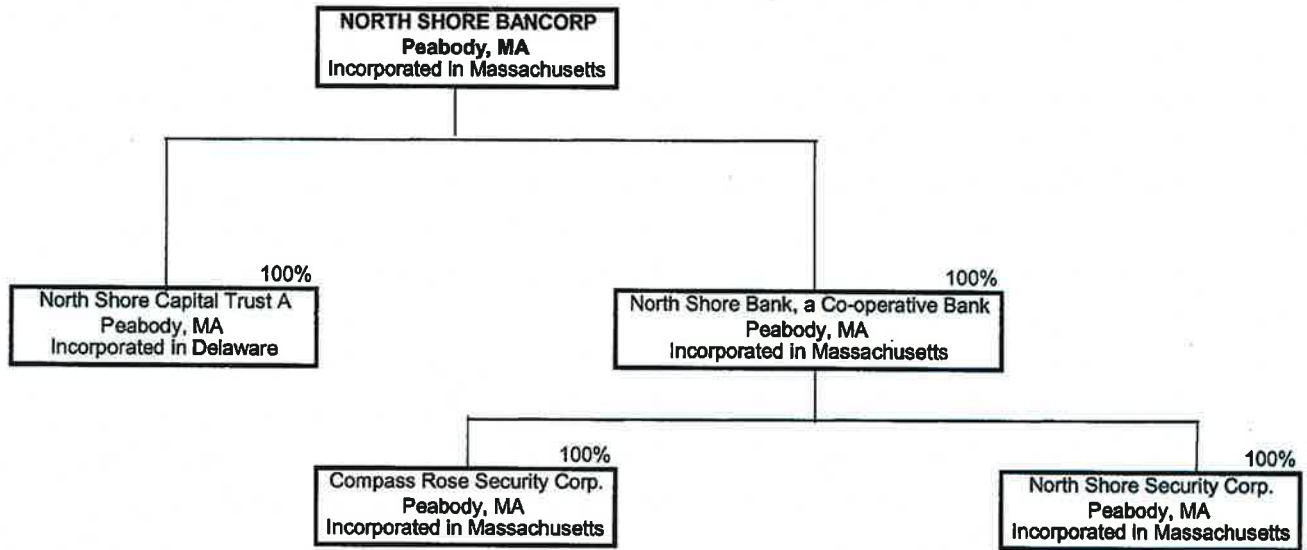 NORTH SHORE BANCORP
Peabody, MA
Incorporated in Massachusetts
100%
North Shore Capital Trust A
Peabody, MA
Incorporated in Delaware
100%
North Shore Bank, a Co-operative Bank
Peabody, MA
Incorporated in Massachusetts
100%
Compass Rose Security Corp.
Peabody, MA
Incorporated in Massachusetts
100%
North Shore Security Corp.
Peabody, MA
Incorporated in Massachusetts